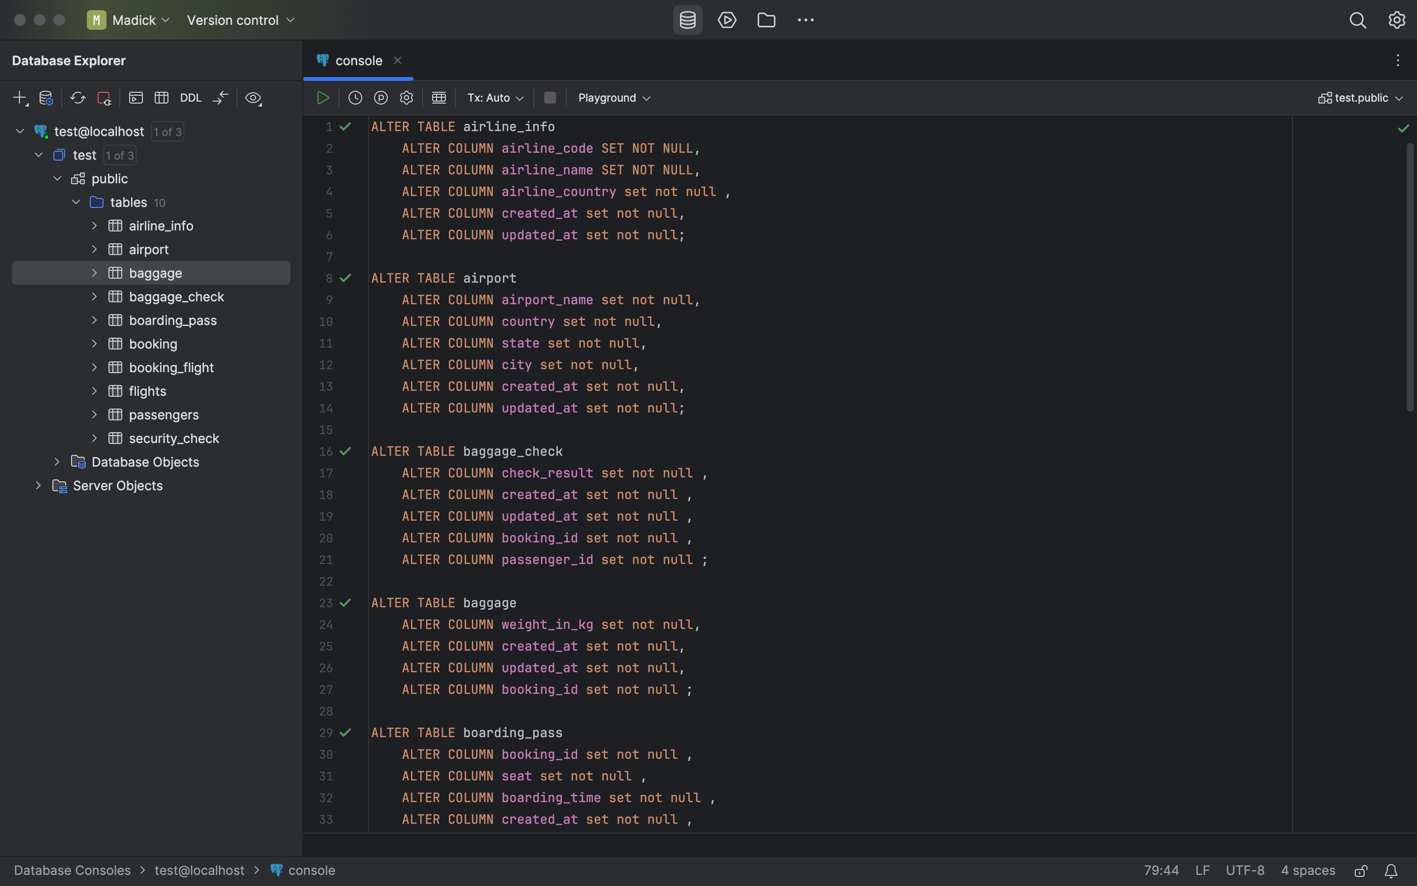 M Madick Version control
Database Explorer
console
DDL
Tx: Auto Playground test.public
test@localhost 1 of 3
test 1 of 3
public
tables 10
airline_info
airport
baggage
baggage_check
boarding_pass
booking
booking_flight
flights
passengers
security_check
Database Objects
Server Objects
1 ALTER TABLE airline_info
2 ALTER COLUMN airline_code SET NOT NULL,
3 ALTER COLUMN airline_name SET NOT NULL,
4 ALTER COLUMN airline_country set not null ,
5 ALTER COLUMN created_at set not null,
6 ALTER COLUMN updated_at set not null;
7
8 ALTER TABLE airport
9 ALTER COLUMN airport_name set not null,
10 ALTER COLUMN country set not null,
11 ALTER COLUMN state set not null,
12 ALTER COLUMN city set not null,
13 ALTER COLUMN created_at set not null,
14 ALTER COLUMN updated_at set not null;
15
16 ALTER TABLE baggage_check
17 ALTER COLUMN check_result set not null ,
18 ALTER COLUMN created_at set not null ,
19 ALTER COLUMN updated_at set not null ,
20 ALTER COLUMN booking_id set not null ,
21 ALTER COLUMN passenger_id set not null ;
22
23 ALTER TABLE baggage
24 ALTER COLUMN weight_in_kg set not null,
25 ALTER COLUMN created_at set not null,
26 ALTER COLUMN updated_at set not null,
27 ALTER COLUMN booking_id set not null ;
28
29 ALTER TABLE boarding_pass
30 ALTER COLUMN booking_id set not null ,
31 ALTER COLUMN seat set not null ,
32 ALTER COLUMN boarding_time set not null ,
33 ALTER COLUMN created_at set not null ,
Database Consoles > test@localhost > console 79:44 LF UTF-8 4 spaces